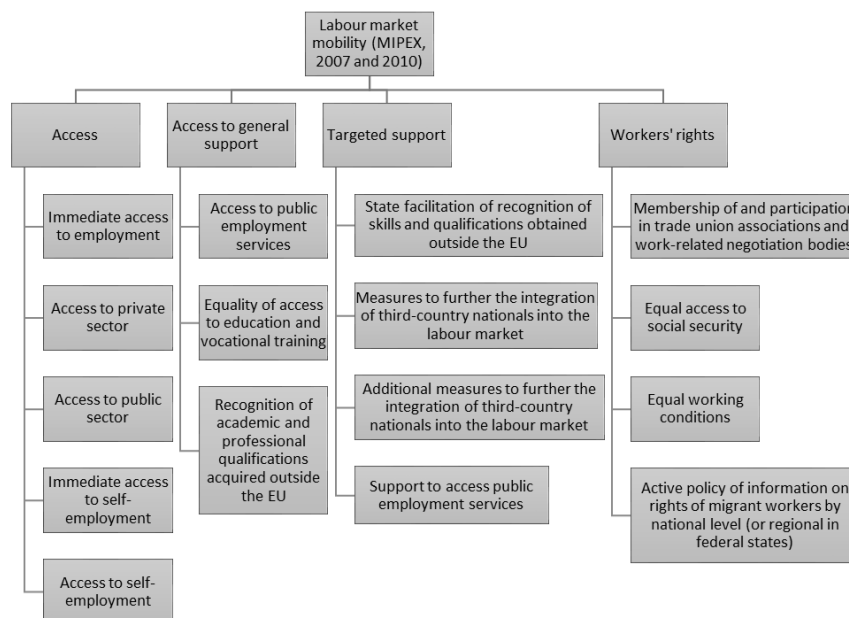 Labour market
mobility (MIPEX,
2007 and 2010)
Access
Immediate access
to employment
Access to private
sector
Access to public
sector
Immediate access
to self-
employment
Access to self-
employment
Access to general
support
Access to public
employment
services
Equality of access
to education and
vocational training
Recognition of
academic and
professional
qualifications
acquired outside
the EU
Targeted support
State facilitation of recognition of
skills and qualifications obtained
outside the EU
Measures to further the integration
of third-country nationals into the
labour market
Additional measures to further the
integration of third-country
nationals into the labour market
Support to access public
employment services
Workers' rights
Membership of and participation
in trade union associations and
work-related negotiation bodies
Equal access to
social security
Equal working
conditions
Active policy of information on
rights of migrant workers by
national level (or regional in
federal states)